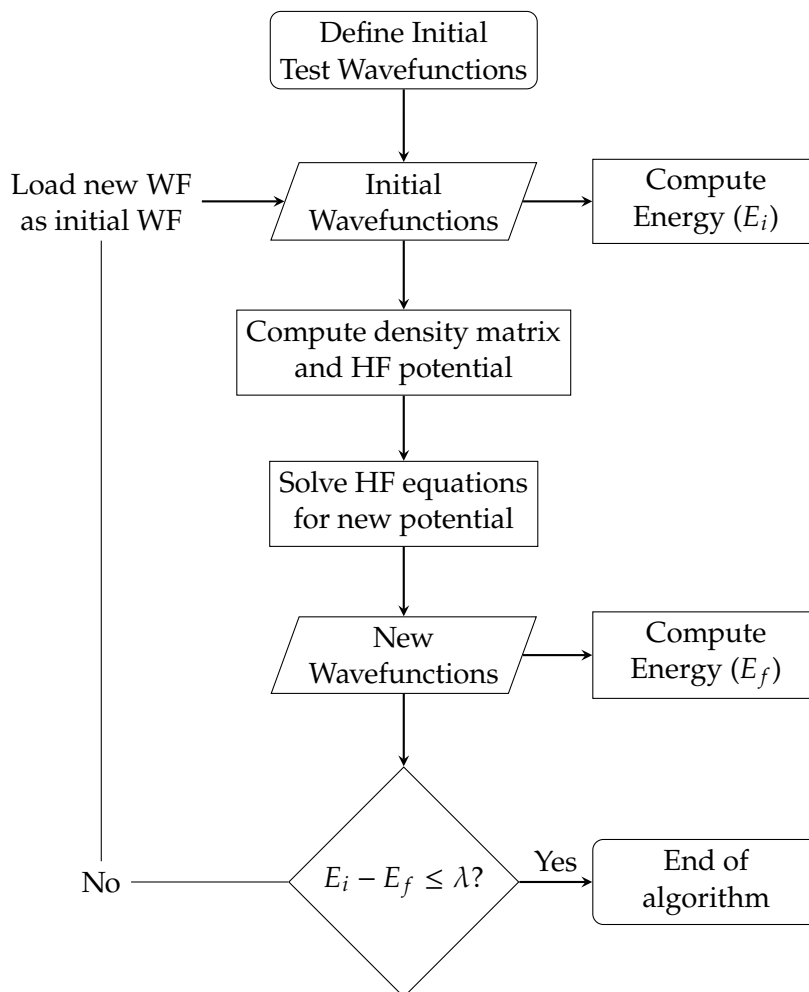 Define Initial
Test Wavefunctions
Load new WF
as initial WF
Initial
Wavefunctions
Compute
Energy (E_i)
Compute density matrix
and HF potential
Solve HF equations
for new potential
New
Wavefunctions
Compute
Energy (E_f)
No
E_i − E_f ≤ λ?
Yes
End of
algorithm